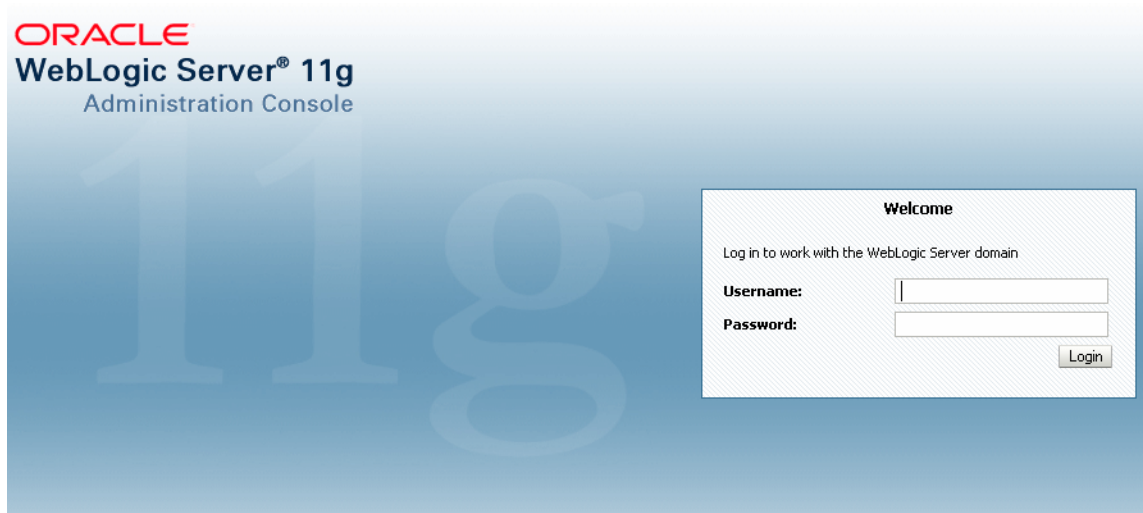 ORACLE
WebLogic Server® 11g
Administration Console
11g
Welcome
Log in to work with the WebLogic Server domain
Username:
Password:
Login